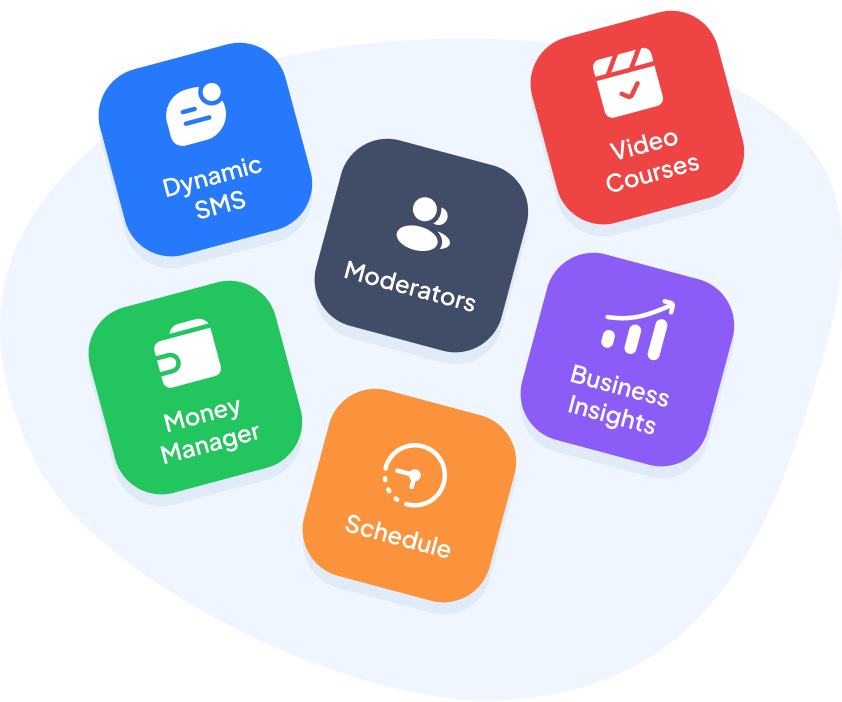 Dynamic
SMS
Video
Courses
Moderators
Money
Manager
Business
Insights
Schedule